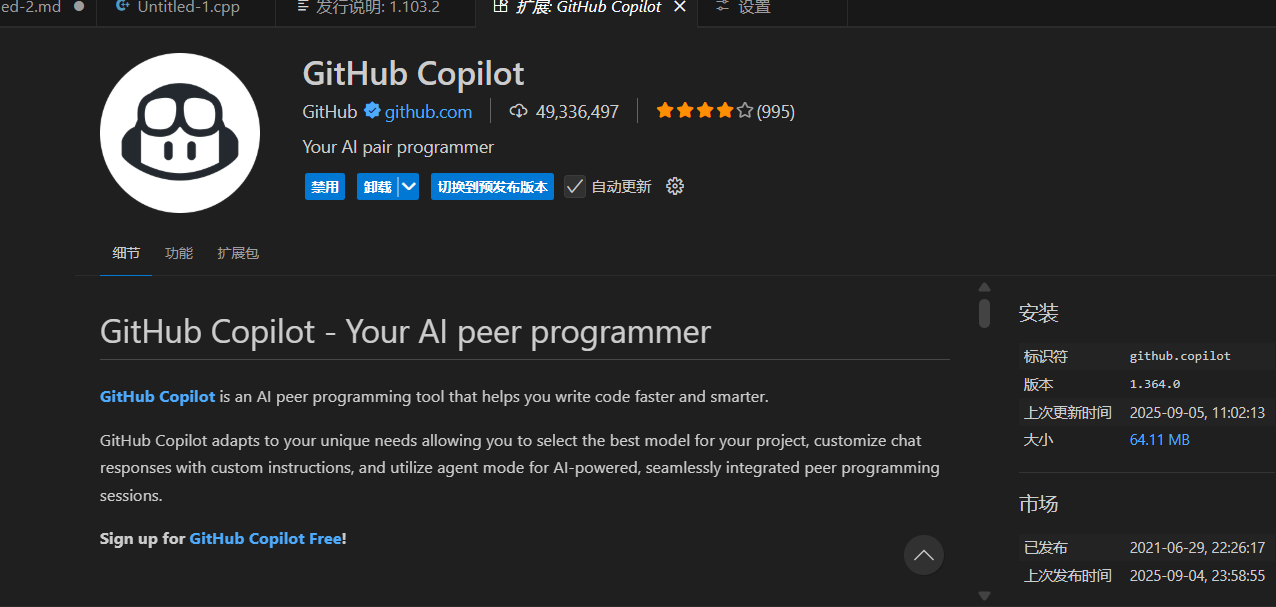 ed-2.md ● Untitled-1.cpp 发行说明: 1.103.2 扩展: GitHub Copilot 设置
GitHub Copilot
GitHub github.com 49,336,497 (995)
Your AI pair programmer
禁用 卸载 切换到预发布版本 自动更新
细节 功能 扩展包
GitHub Copilot - Your AI peer programmer
GitHub Copilot is an AI peer programming tool that helps you write code faster and smarter.
GitHub Copilot adapts to your unique needs allowing you to select the best model for your project, customize chat
responses with custom instructions, and utilize agent mode for AI-powered, seamlessly integrated peer programming
sessions.
Sign up for GitHub Copilot Free!
安装
标识符 github.copilot
版本 1.364.0
上次更新时间 2025-09-05, 11:02:13
大小 64.11 MB
市场
已发布 2021-06-29, 22:26:17
上次发布时间 2025-09-04, 23:58:55